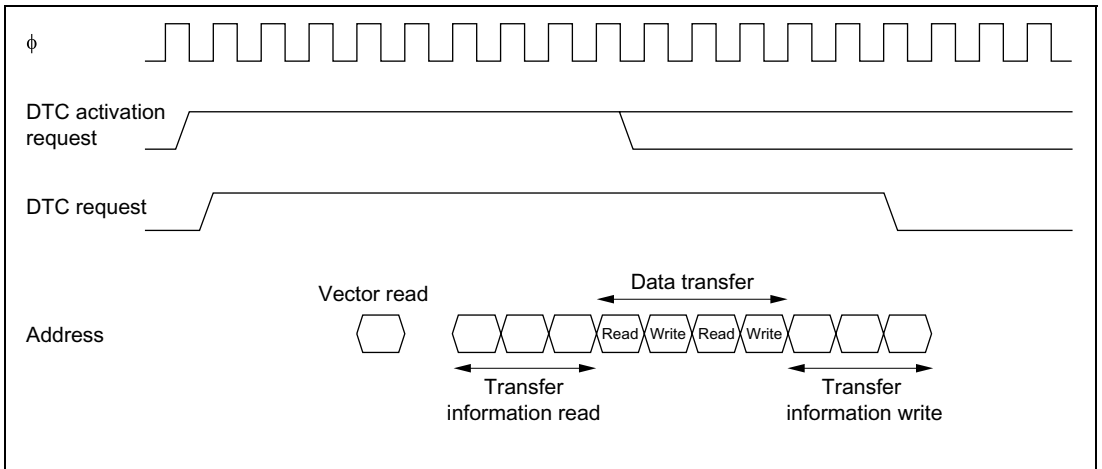 ϕ
DTC activation
request
DTC request
Data transfer
Vector read
Address
Read Write Read Write
Transfer
information read
Transfer
information write